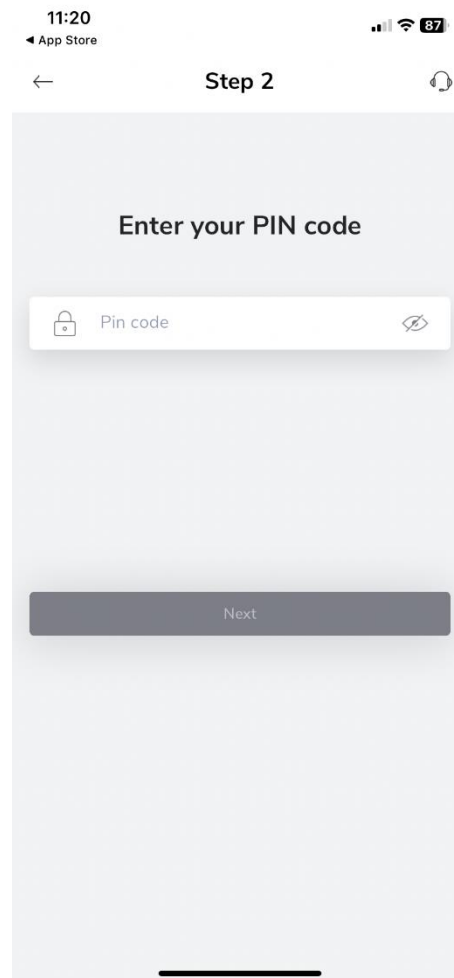 11:20
87
◀ App Store
Step 2
Enter your PIN code
Pin code
Next